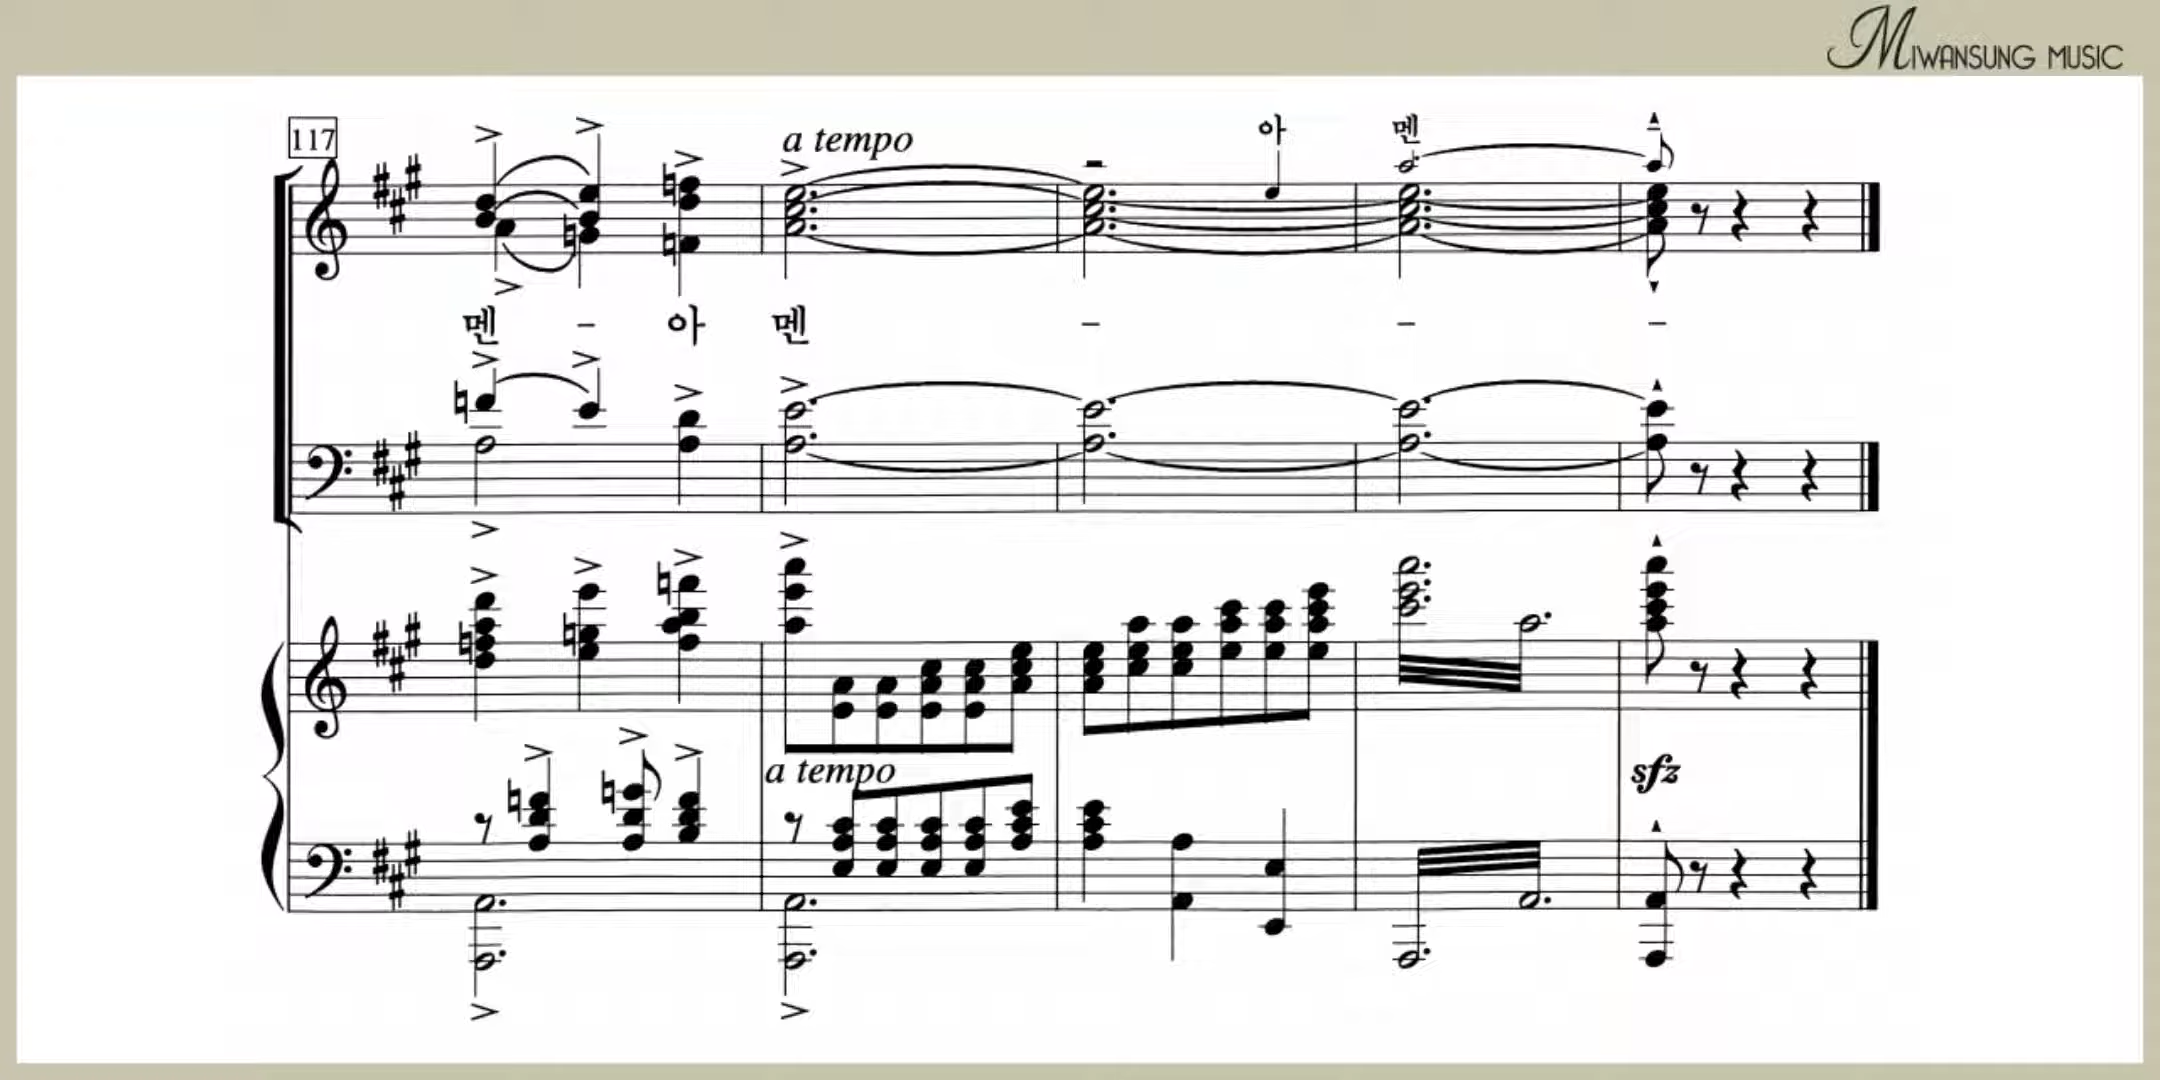 MIWANSUNG MUSIC
117
a tempo
아 멘
멘 - 아 멘 - - -
a tempo
sfz